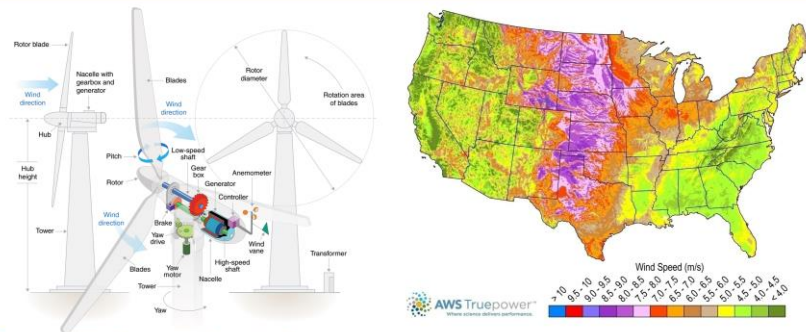 Rotor blade
Nacelle with
gearbox and
generator
Wind
direction
Hub
Hub
height
Tower
Blades
Wind
direction
Pitch
Low-speed
shaft
Gear
box
Rotor
Generator
Controller
Anemometer
Wind
direction
Brake
Yaw
drive
Yaw
motor
Blades
Tower
Nacelle
High-speed
shaft
Wind
vane
Yaw
Rotor
diameter
Rotation area
of blades
Transformer
Wind Speed (m/s)
> 10
9.5 - 10
9.0 - 9.5
8.5 - 9.0
8.0 - 8.5
7.5 - 8.0
7.0 - 7.5
6.5 - 7.0
6.0 - 6.5
5.5 - 6.0
5.0 - 5.5
4.5 - 5.0
4.0 - 4.5
< 4.0
AWS Truepower™
Where science delivers performance.